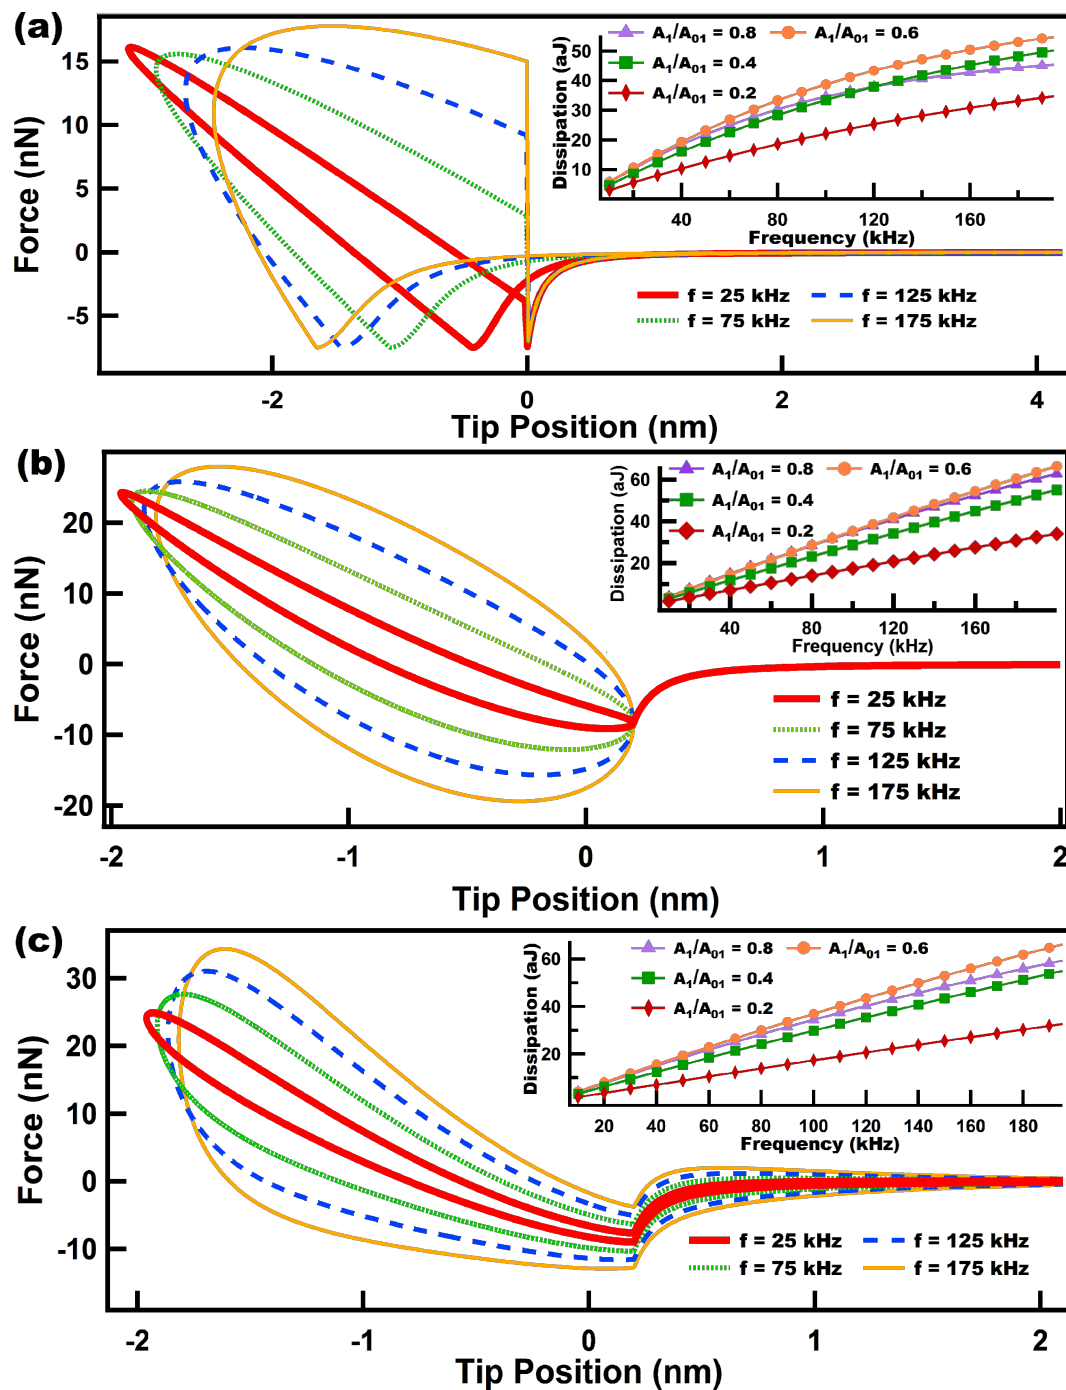 (a)
Force (nN)
15
10
5
0
-5
-2
0
2
4
Tip Position (nm)
f = 25 kHz
f = 125 kHz
f = 75 kHz
f = 175 kHz
Dissipation (aJ)
50
40
30
20
10
A₁/A₀₁ = 0.8
A₁/A₀₁ = 0.6
A₁/A₀₁ = 0.4
A₁/A₀₁ = 0.2
40
80
120
160
Frequency (kHz)
(b)
Force (nN)
20
10
0
-10
-20
-2
-1
0
1
2
Tip Position (nm)
f = 25 kHz
f = 75 kHz
f = 125 kHz
f = 175 kHz
Dissipation (aJ)
60
40
20
A₁/A₀₁ = 0.8
A₁/A₀₁ = 0.6
A₁/A₀₁ = 0.4
A₁/A₀₁ = 0.2
40
80
120
160
Frequency (kHz)
(c)
Force (nN)
30
20
10
0
-10
-2
-1
0
1
2
Tip Position (nm)
f = 25 kHz
f = 125 kHz
f = 75 kHz
f = 175 kHz
Dissipation (aJ)
60
40
20
A₁/A₀₁ = 0.8
A₁/A₀₁ = 0.6
A₁/A₀₁ = 0.4
A₁/A₀₁ = 0.2
20
40
60
80
100
120
140
160
180
Frequency (kHz)